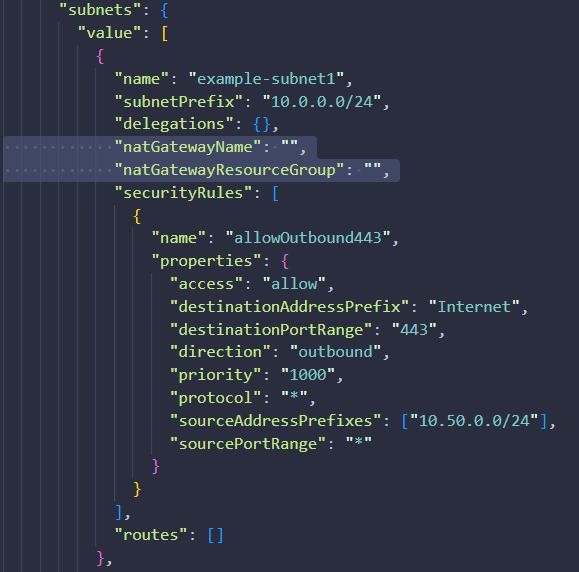 "subnets": {
"value": [
{
"name": "example-subnet1",
"subnetPrefix": "10.0.0.0/24",
"delegations": {},
"natGatewayName": "",
"natGatewayResourceGroup": "",
"securityRules": [
{
"name": "allowOutbound443",
"properties": {
"access": "allow",
"destinationAddressPrefix": "Internet",
"destinationPortRange": "443",
"direction": "outbound",
"priority": "1000",
"protocol": "*",
"sourceAddressPrefixes": ["10.50.0.0/24"],
"sourcePortRange": "*"
}
}
],
"routes": []
},